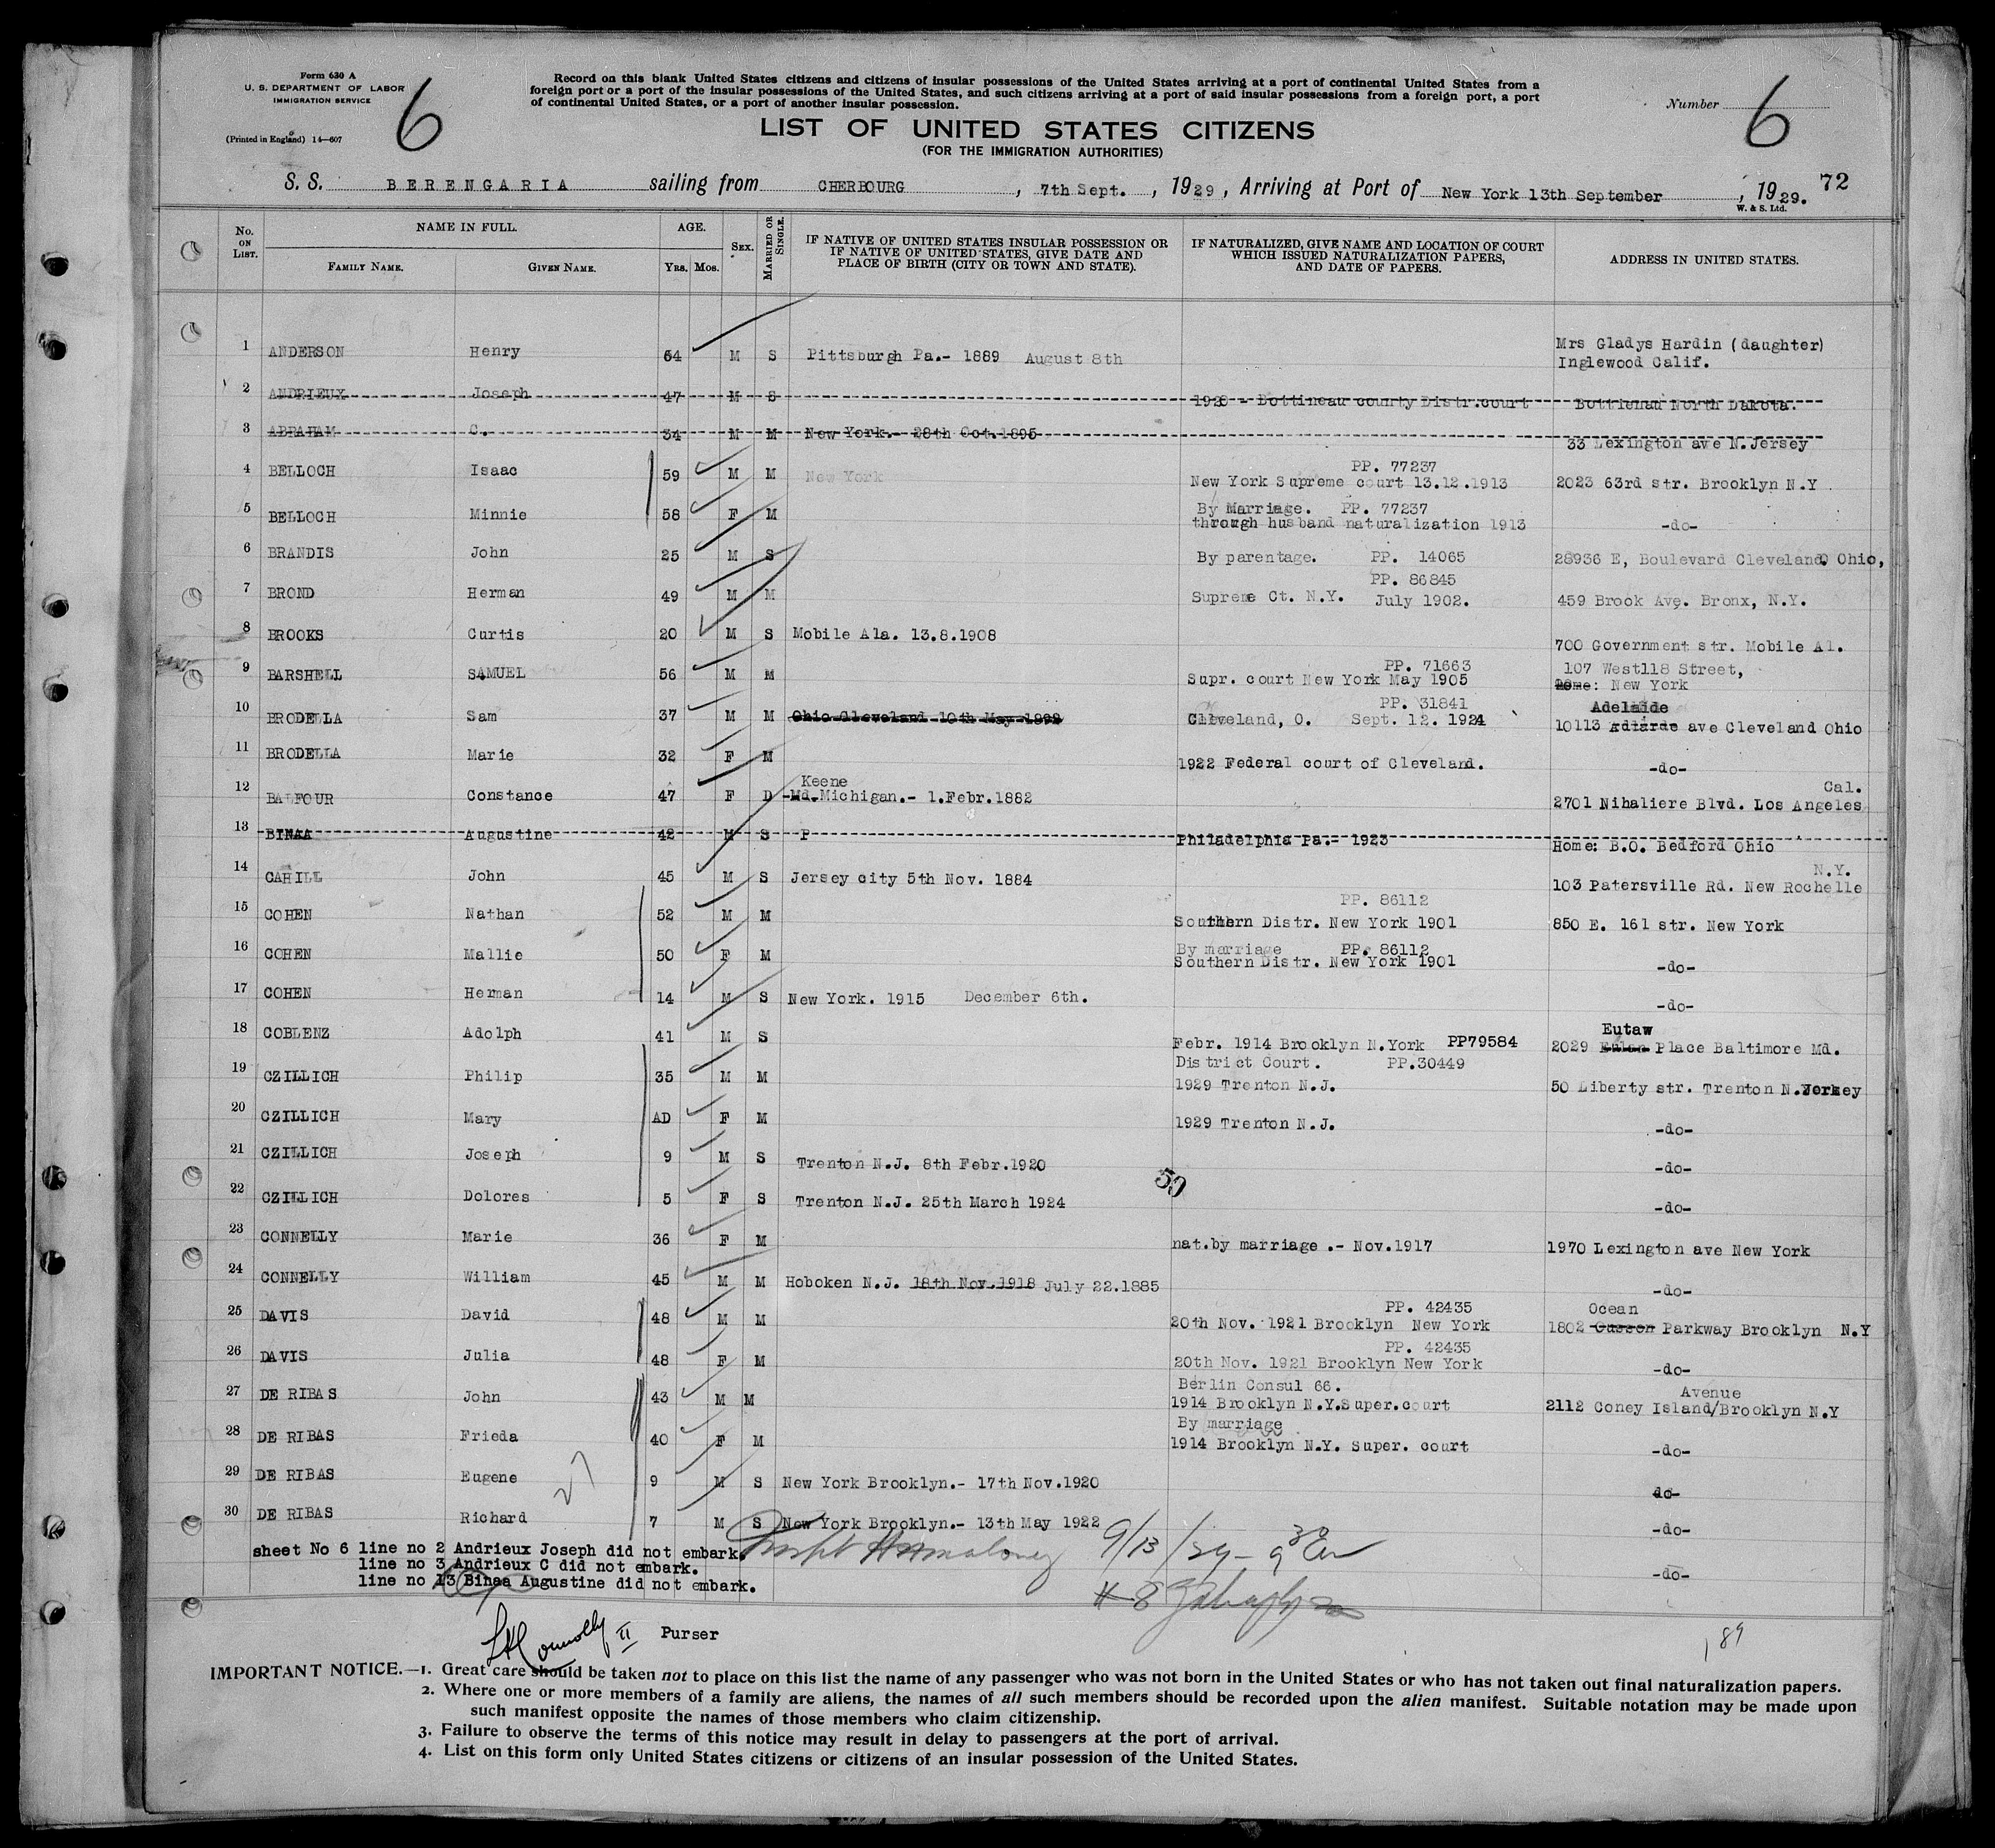 Form 630 A
U. S. DEPARTMENT OF LABOR
IMMIGRATION SERVICE
(Printed in England) 14—607
6
Record on this blank United States citizens and citizens of insular possessions of the United States arriving at a port of continental United States from a
foreign port or a port of the insular possessions of the United States, and such citizens arriving at a port of said insular possessions from a foreign port, a port
of continental United States, or a port of another insular possession.
Number 6
LIST OF UNITED STATES CITIZENS
(FOR THE IMMIGRATION AUTHORITIES)
S. S. BERENGARIA sailing from CHERBOURG, 7th Sept., 1929, Arriving at Port of New York 13th September, 1929. 72
W. & S. Ltd.
No. ON LIST. NAME IN FULL. FAMILY NAME. GIVEN NAME. AGE. Yrs. Mos. SEX. MARRIED OR SINGLE. IF NATIVE OF UNITED STATES INSULAR POSSESSION OR IF NATIVE OF UNITED STATES, GIVE DATE AND PLACE OF BIRTH (CITY OR TOWN AND STATE). IF NATURALIZED, GIVE NAME AND LOCATION OF COURT WHICH ISSUED NATURALIZATION PAPERS, AND DATE OF PAPERS. ADDRESS IN UNITED STATES.
1 ANDERSON Henry 64 M S Pittsburgh Pa.- 1889 August 8th Mrs Gladys Hardin (daughter) Inglewood Calif.
2 ANDRIEUX Joseph 47 M S 1928 - Bottineau county Distr.court Bottienau North Dakota.
3 ABRAHAM C. 34 M M New York.- 28th Oct.1895 33 Lexington ave N.Jersey
4 BELLOCH Isaac 59 M M New York PP. 77237 New York Supreme court 13.12.1913 2023 63rd str. Brooklyn N.Y
5 BELLOCH Minnie 58 F M By Marriage. PP. 77237 through husband naturalization 1913 -do-
6 BRANDIS John 25 M S By parentage. PP. 14065 28936 E, Boulevard Cleveland Ohio,
7 BROND Herman 49 M M PP. 86845 Supreme Ct. N.Y. July 1902. 459 Brook Ave. Bronx, N.Y.
8 BROOKS Curtis 20 M S Mobile Ala. 13.8.1908 700 Government str. Mobile Al.
9 BARSHELL SAMUEL 56 M M PP. 71663 Supr. court New York May 1905 107 West118 Street, Home: New York
10 BRODELLA Sam 37 M M Ohio Cleveland 10th May PP. 31841 Cleveland, O. Sept. 12. 1924 Adelaide 10113 ave Cleveland Ohio
11 BRODELLA Marie 32 F M 1922 Federal court of Cleveland. -do-
12 BALFOUR Constance 47 F D Keene Md.Michigan.- 1.Febr.1882 Cal. 2701 Nihaliere Blvd. Los Angeles
13 BINAA Augustine 42 M S P Philadelphia Pa.- 1923 Home: B.O. Bedford Ohio
14 CAHILL John 45 M S Jersey city 5th Nov. 1884 N.Y. 103 Patersville Rd. New Rochelle
15 COHEN Nathan 52 M M PP. 86112 Southern Distr. New York 1901 850 E. 161 str. New York
16 COHEN Mallie 50 F M By marriage PP. 86112 Southern Distr. New York 1901 -do-
17 COHEN Herman 14 M S New York. 1915 December 6th. -do-
18 COBLENZ Adolph 41 M S Febr. 1914 Brooklyn N.York PP79584 Eutaw 2029 Place Baltimore Md.
19 CZILLICH Philip 35 M M District Court. PP.30449 1929 Trenton N.J. 50 Liberty str. Trenton N.Jersey
20 CZILLICH Mary AD F M 1929 Trenton N.J. -do-
21 CZILLICH Joseph 9 M S Trenton N.J. 8th Febr.1920 -do-
50
22 CZILLICH Dolores 5 F S Trenton N.J. 25th March 1924 -do-
23 CONNELLY Marie 36 F M nat.by marriage .- Nov.1917 1970 Lexington ave New York
24 CONNELLY William 45 M M Hoboken N.J. 18th Nov.1918 July 22.1885 -do-
25 DAVIS David 48 M M PP. 42435 20th Nov. 1921 Brooklyn New York Ocean 1802 Parkway Brooklyn N.Y
26 DAVIS Julia 48 F M PP. 42435 20th Nov. 1921 Brooklyn New York -do-
27 DE RIBAS John 43 M M Berlin Consul 66. 1914 Brooklyn N.Y.Super.court Avenue 2112 Coney Island/Brooklyn N.Y
28 DE RIBAS Frieda 40 F M By marriage 1914 Brooklyn N.Y. Super. court -do-
29 DE RIBAS Eugene 9 M S New York Brooklyn.- 17th Nov.1920 do-
27
30 DE RIBAS Richard 7 M S New York Brooklyn.- 13th May 1922 -do-
sheet No 6 line no 2 Andrieux Joseph did not embark.
line no 3 Andrieux C did not embark.
line no 13 Binaa Augustine did not embark.
9/13/29
-do-
Purser
189
IMPORTANT NOTICE.—1. Great care should be taken not to place on this list the name of any passenger who was not born in the United States or who has not taken out final naturalization papers.
2. Where one or more members of a family are aliens, the names of all such members should be recorded upon the alien manifest. Suitable notation may be made upon
such manifest opposite the names of those members who claim citizenship.
3. Failure to observe the terms of this notice may result in delay to passengers at the port of arrival.
4. List on this form only United States citizens or citizens of an insular possession of the United States.